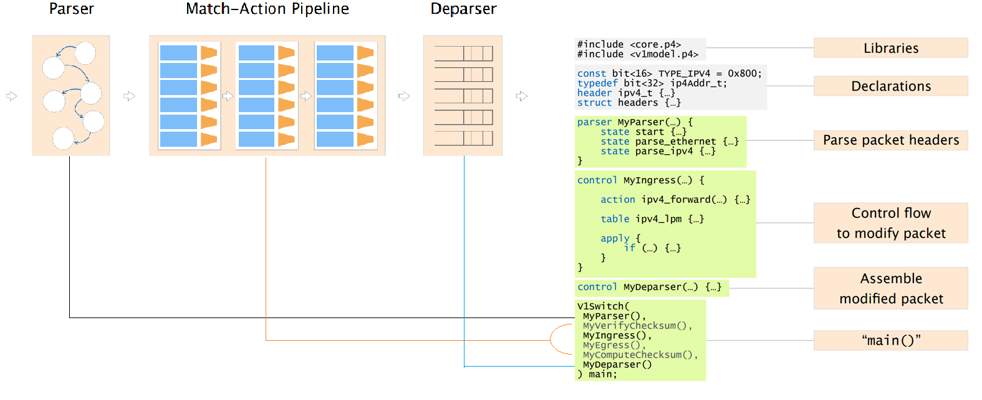 Parser
Match-Action Pipeline
Deparser
#include <core.p4>
#include <v1model.p4>
Libraries
const bit<16> TYPE_IPV4 = 0x800;
typedef bit<32> ip4Addr_t;
header ipv4_t {…}
struct headers {…}
Declarations
parser MyParser(…) {
state start {…}
state parse_ethernet {…}
state parse_ipv4 {…}
}
Parse packet headers
control MyIngress(…) {
action ipv4_forward(…) {…}
table ipv4_lpm {…}
apply {
if (…) {…}
}
}
Control flow
to modify packet
control MyDeparser(…) {…}
Assemble
modified packet
V1Switch(
MyParser(),
MyVerifyChecksum(),
MyIngress(),
MyEgress(),
MyComputeChecksum(),
MyDeparser()
) main;
“main()”